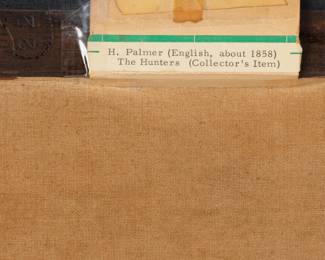 H. Palmer (English, about 1858)
The Hunters (Collector's Item)